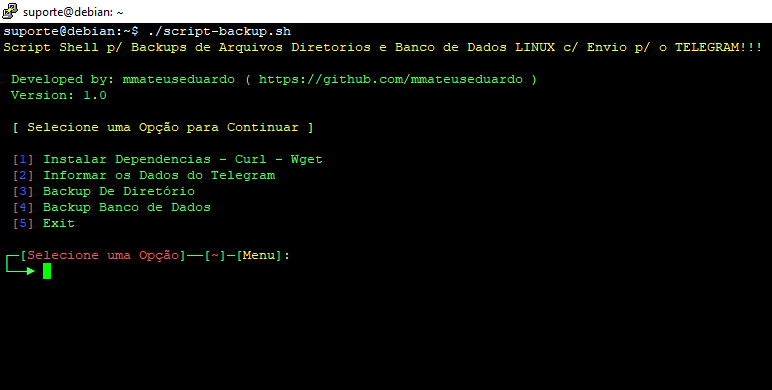 suporte@debian: ~
suporte@debian:~$ ./script-backup.sh
Script Shell p/ Backups de Arquivos Diretorios e Banco de Dados LINUX c/ Envio p/ o TELEGRAM!!!
Developed by: mmateuseduardo ( https://github.com/mmateuseduardo )
Version: 1.0
[ Selecione uma Opção para Continuar ]
[1] Instalar Dependencias - Curl - Wget
[2] Informar os Dados do Telegram
[3] Backup De Diretório
[4] Backup Banco de Dados
[5] Exit
┌─[Selecione uma Opção]──[~]─[Menu]:
└──►